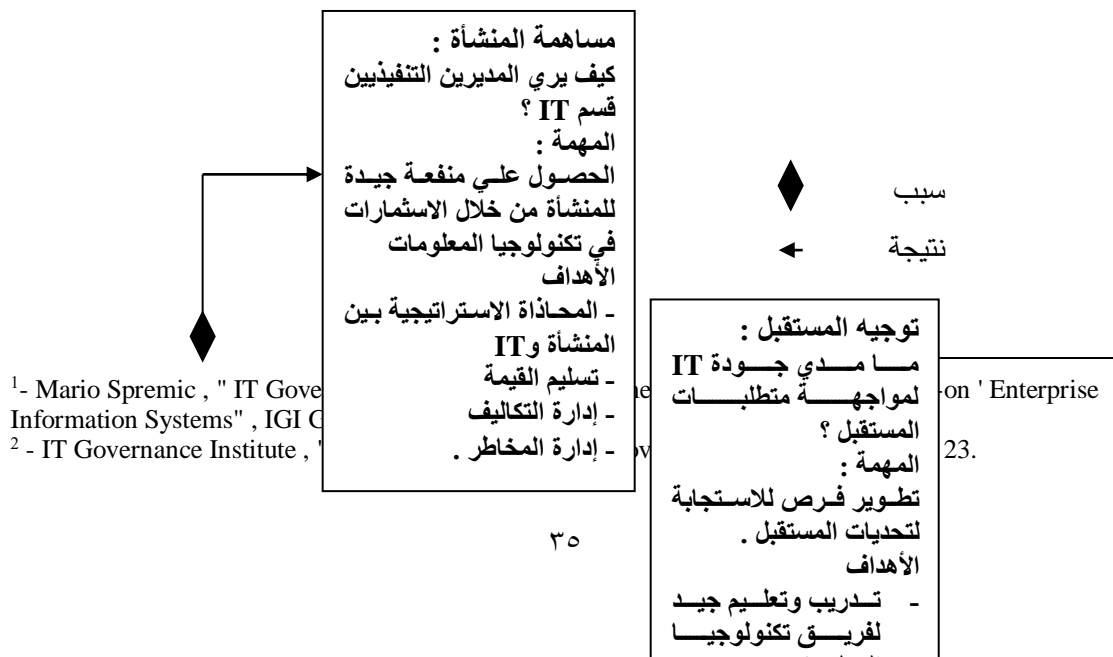 مساهمة المنشأة :
كيف يري المديرين التنفيذيين
قسم IT ؟
المهمة :
الحصول علي منفعة جيدة
للمنشأة من خلال الاسثمارات
في تكنولوجيا المعلومات
الأهداف
- المحاذاة الاستراتيجية بين
المنشأة وIT
- تسليم القيمة
- إدارة التكاليف
- إدارة المخاطر .
سبب
نتيجة
توجيه المستقبل :
ما مدي جودة IT
لمواجهة متطلبات
المستقبل ؟
المهمة :
تطوير فرص للاستجابة
لتحديات المستقبل .
الأهداف
- تدريب وتعليم جيد
لفريق تكنولوجيا
1- Mario Spremic , " IT Gove on ' Enterprise
Information Systems" , IGI
2 - IT Governance Institute , " 23.
٣٥